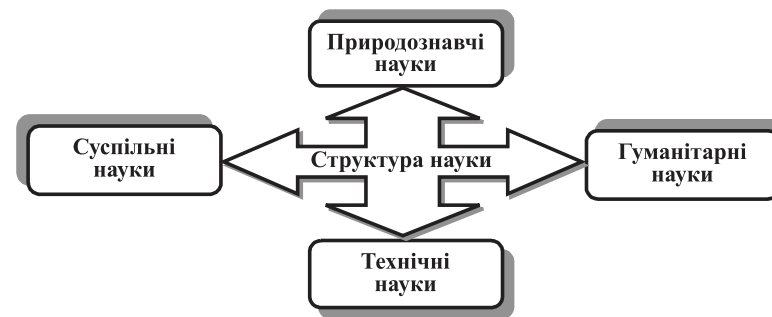 Природознавчі
науки
Суспільні
науки
Структура науки
Гуманітарні
науки
Технічні
науки